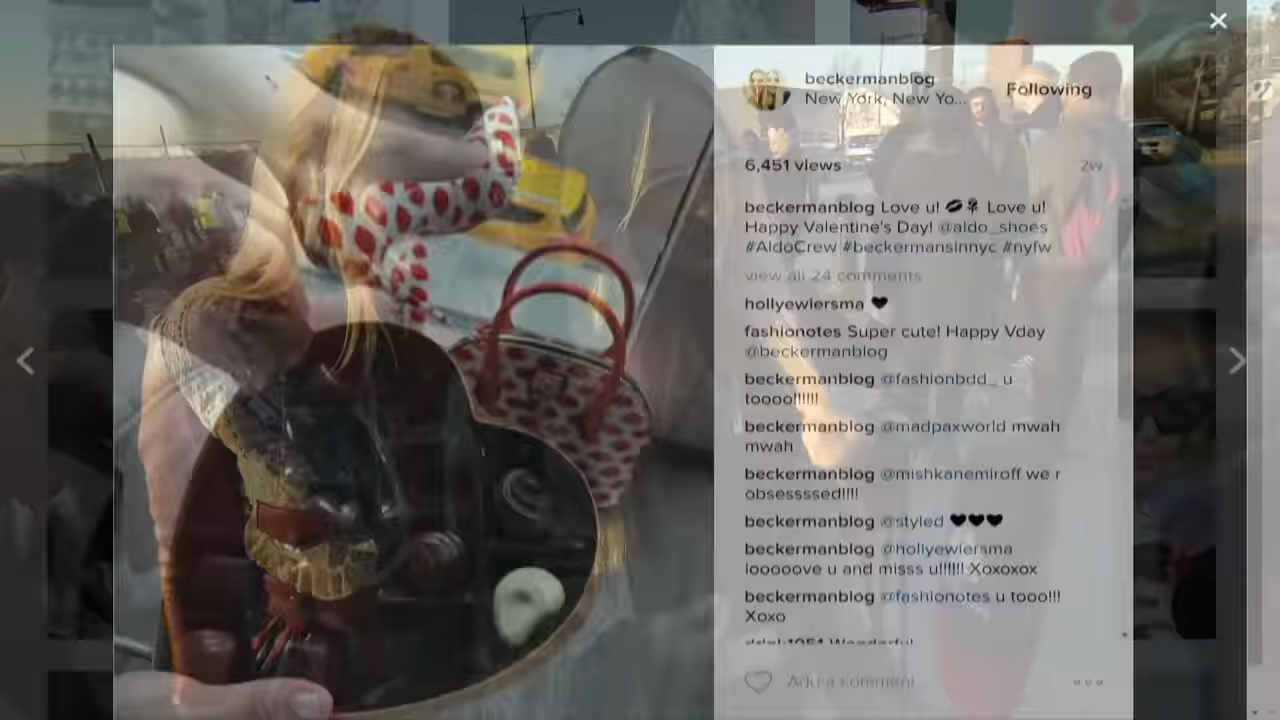 beckermanblog
New York, New Yo...
Following
6,451 views
2w
beckermanblog Love u! 💋🌹 Love u!
Happy Valentine's Day! @aldo_shoes
#AldoCrew #beckermansinnyc #nyfw
view all 24 comments
hollyewiersma 🖤
fashionotes Super cute! Happy Vday
@beckermanblog
beckermanblog @fashionbdd_ u
toooo!!!!!!
beckermanblog @madpaxworld mwah
mwah
beckermanblog @mishkanemiroff we r
obsessssed!!!!
beckermanblog @styled 🖤🖤🖤
beckermanblog @hollyewiersma
looooove u and misss u!!!!!! Xoxoxox
beckermanblog @fashionotes u tooo!!!
Xoxo
Wonderful
Add a comment...